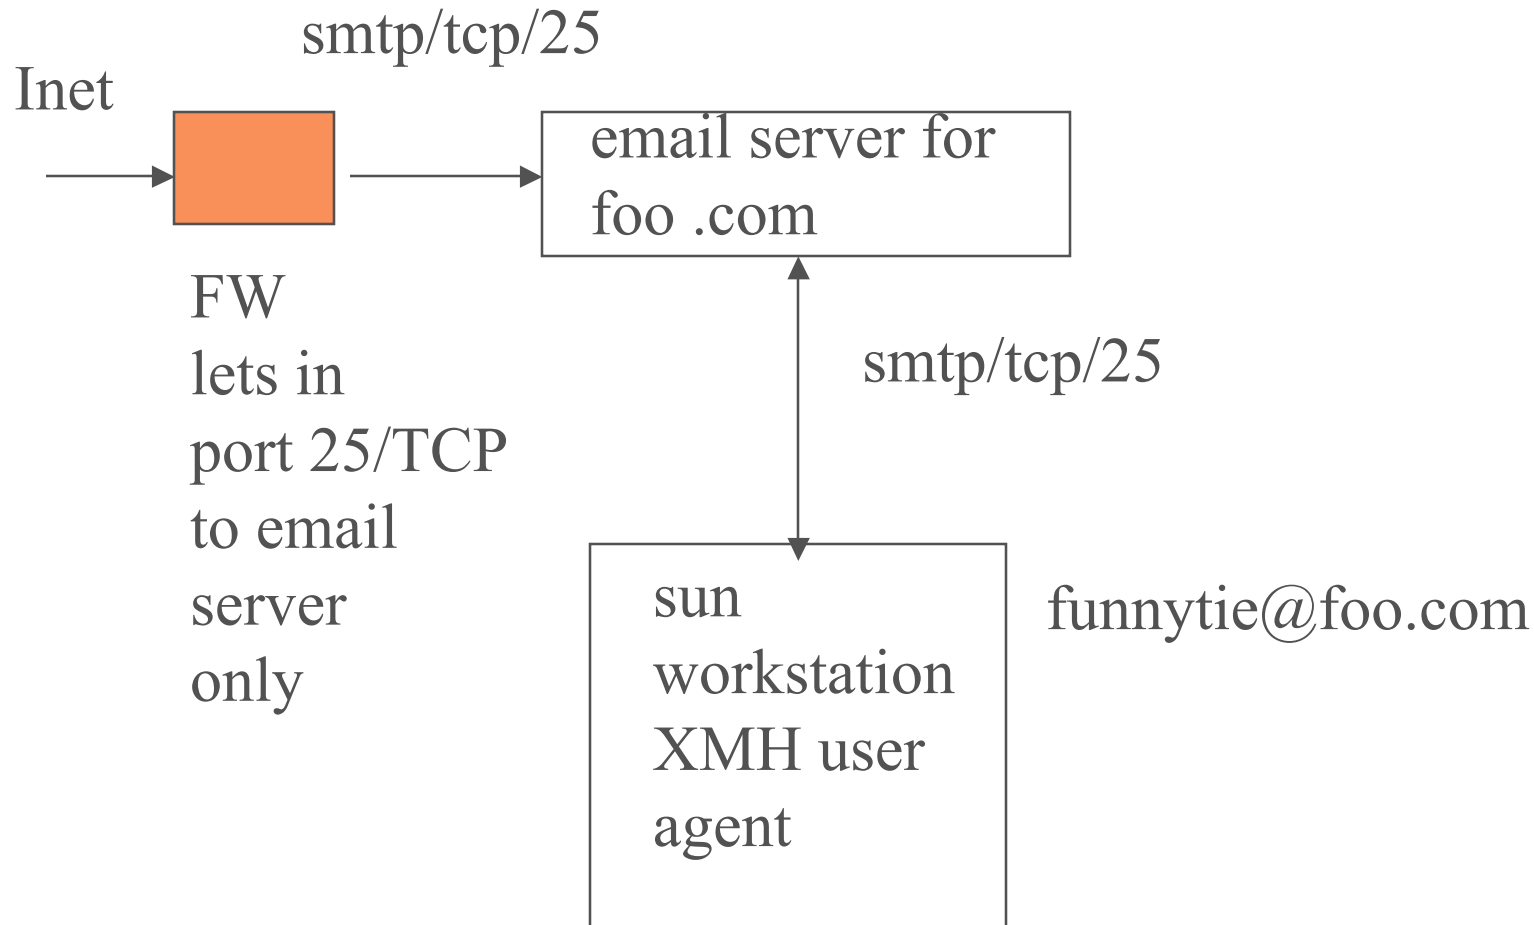 smtp/tcp/25
Inet
email server for
foo .com
FW
lets in
port 25/TCP
to email
server
only
smtp/tcp/25
sun
workstation
XMH user
agent
funnytie@foo.com